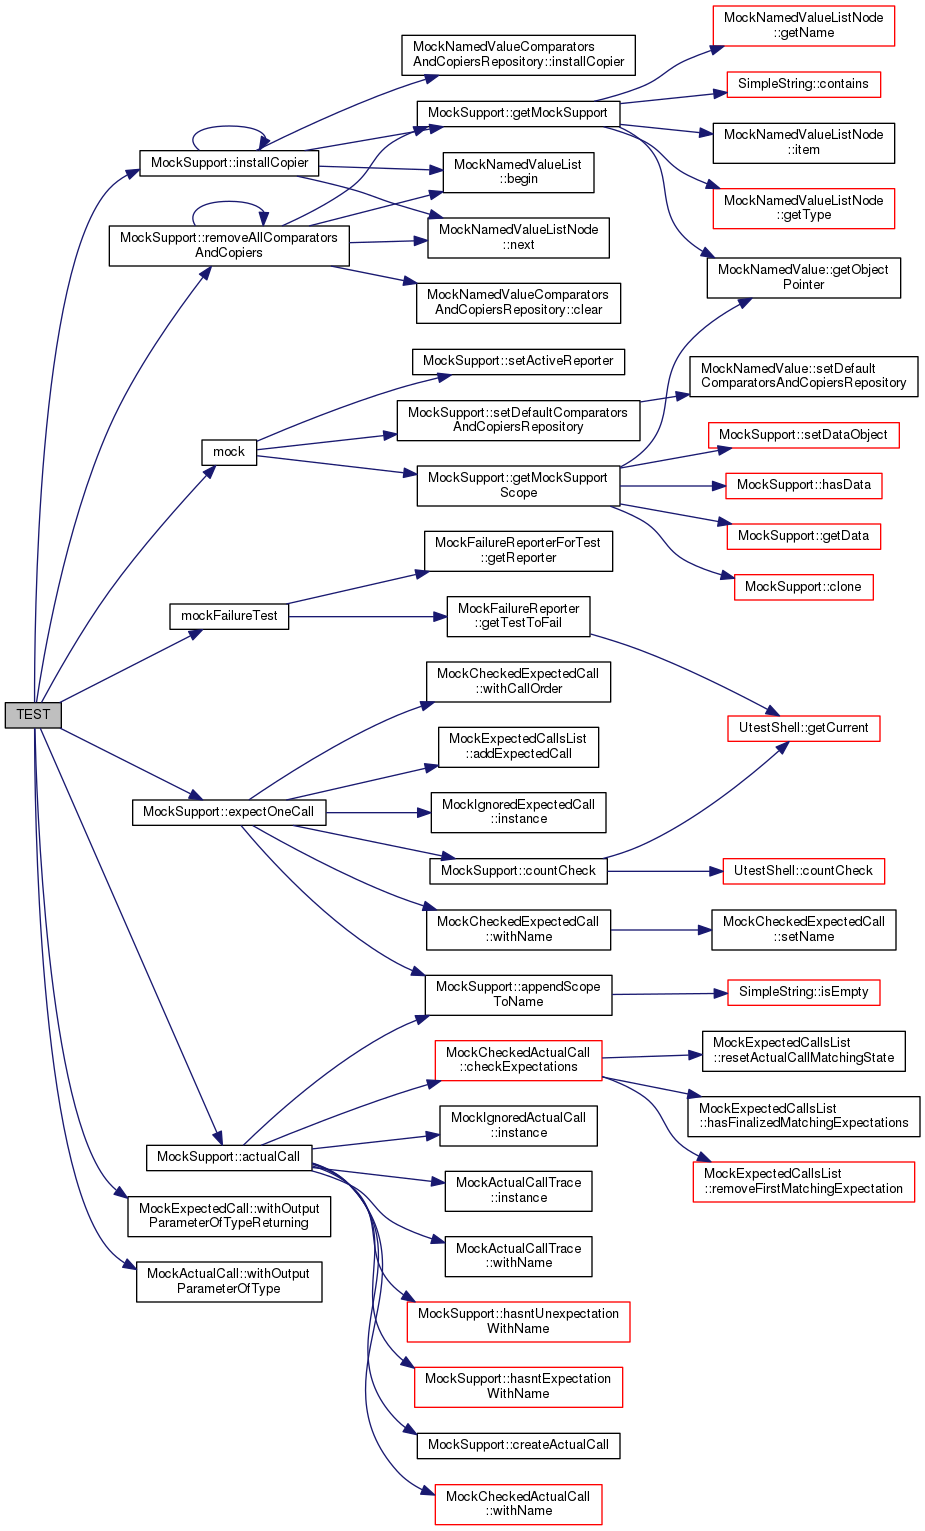 TEST
MockSupport::installCopier
MockSupport::removeAllComparators
AndCopiers
mock
mockFailureTest
MockSupport::expectOneCall
MockSupport::actualCall
MockExpectedCall::withOutput
ParameterOfTypeReturning
MockActualCall::withOutput
ParameterOfType
MockNamedValueComparators
AndCopiersRepository::installCopier
MockSupport::getMockSupport
MockNamedValueList
::begin
MockNamedValueListNode
::next
MockNamedValueComparators
AndCopiersRepository::clear
MockSupport::setActiveReporter
MockSupport::setDefaultComparators
AndCopiersRepository
MockSupport::getMockSupport
Scope
MockFailureReporterForTest
::getReporter
MockFailureReporter
::getTestToFail
MockCheckedExpectedCall
::withCallOrder
MockExpectedCallsList
::addExpectedCall
MockIgnoredExpectedCall
::instance
MockSupport::countCheck
MockCheckedExpectedCall
::withName
MockSupport::appendScope
ToName
MockCheckedActualCall
::checkExpectations
MockIgnoredActualCall
::instance
MockActualCallTrace
::instance
MockActualCallTrace
::withName
MockSupport::hasntUnexpectation
WithName
MockSupport::hasntExpectation
WithName
MockSupport::createActualCall
MockCheckedActualCall
::withName
MockNamedValueListNode
::getName
SimpleString::contains
MockNamedValueListNode
::item
MockNamedValueListNode
::getType
MockNamedValue::getObject
Pointer
MockNamedValue::setDefault
ComparatorsAndCopiersRepository
MockSupport::setDataObject
MockSupport::hasData
MockSupport::getData
MockSupport::clone
UtestShell::getCurrent
UtestShell::countCheck
MockCheckedExpectedCall
::setName
SimpleString::isEmpty
MockExpectedCallsList
::resetActualCallMatchingState
MockExpectedCallsList
::hasFinalizedMatchingExpectations
MockExpectedCallsList
::removeFirstMatchingExpectation